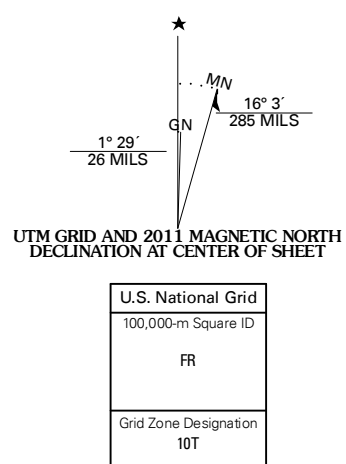 MN
16° 3´
285 MILS
GN
1° 29´
26 MILS
UTM GRID AND 2011 MAGNETIC NORTH
DECLINATION AT CENTER OF SHEET
U.S. National Grid
100,000-m Square ID
FR
Grid Zone Designation
10T